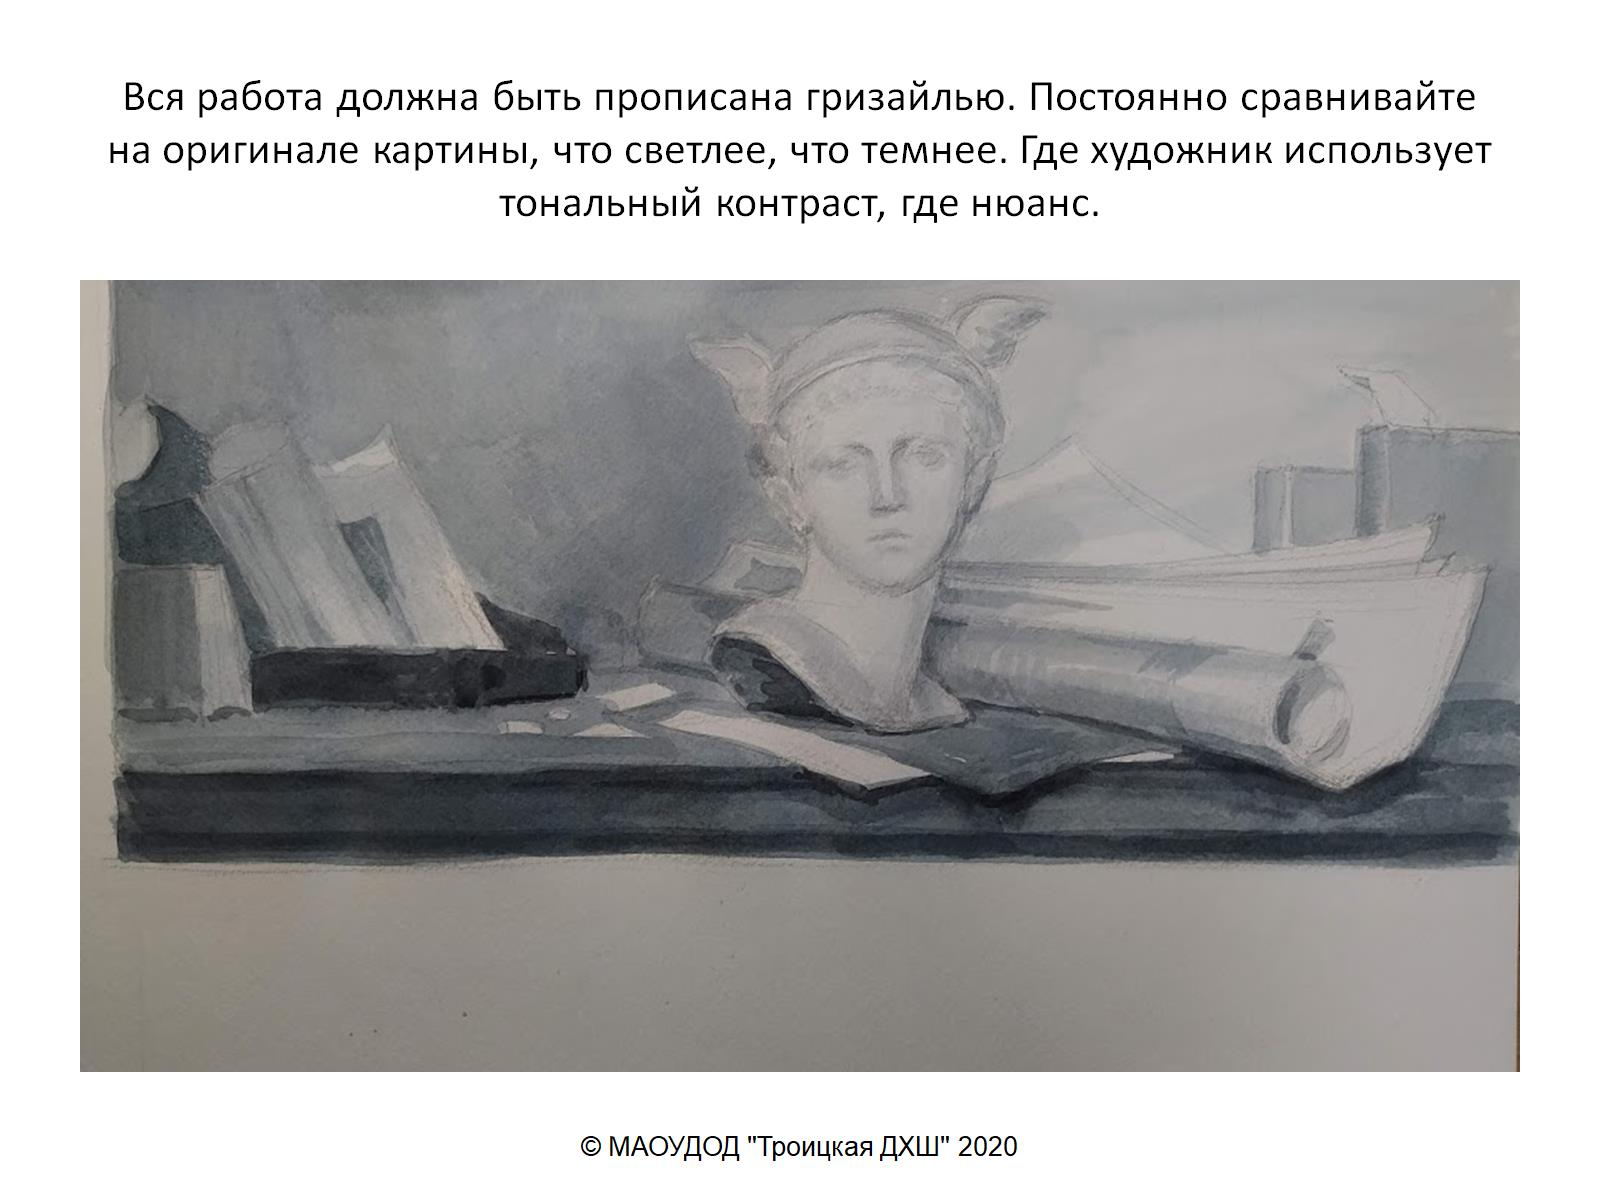 Вся работа должна быть прописана гризайлью. Постоянно сравнивайте
на оригинале картины, что светлее, что темнее. Где художник использует
тональный контраст, где нюанс.
© МАОУДОД "Троицкая ДХШ" 2020